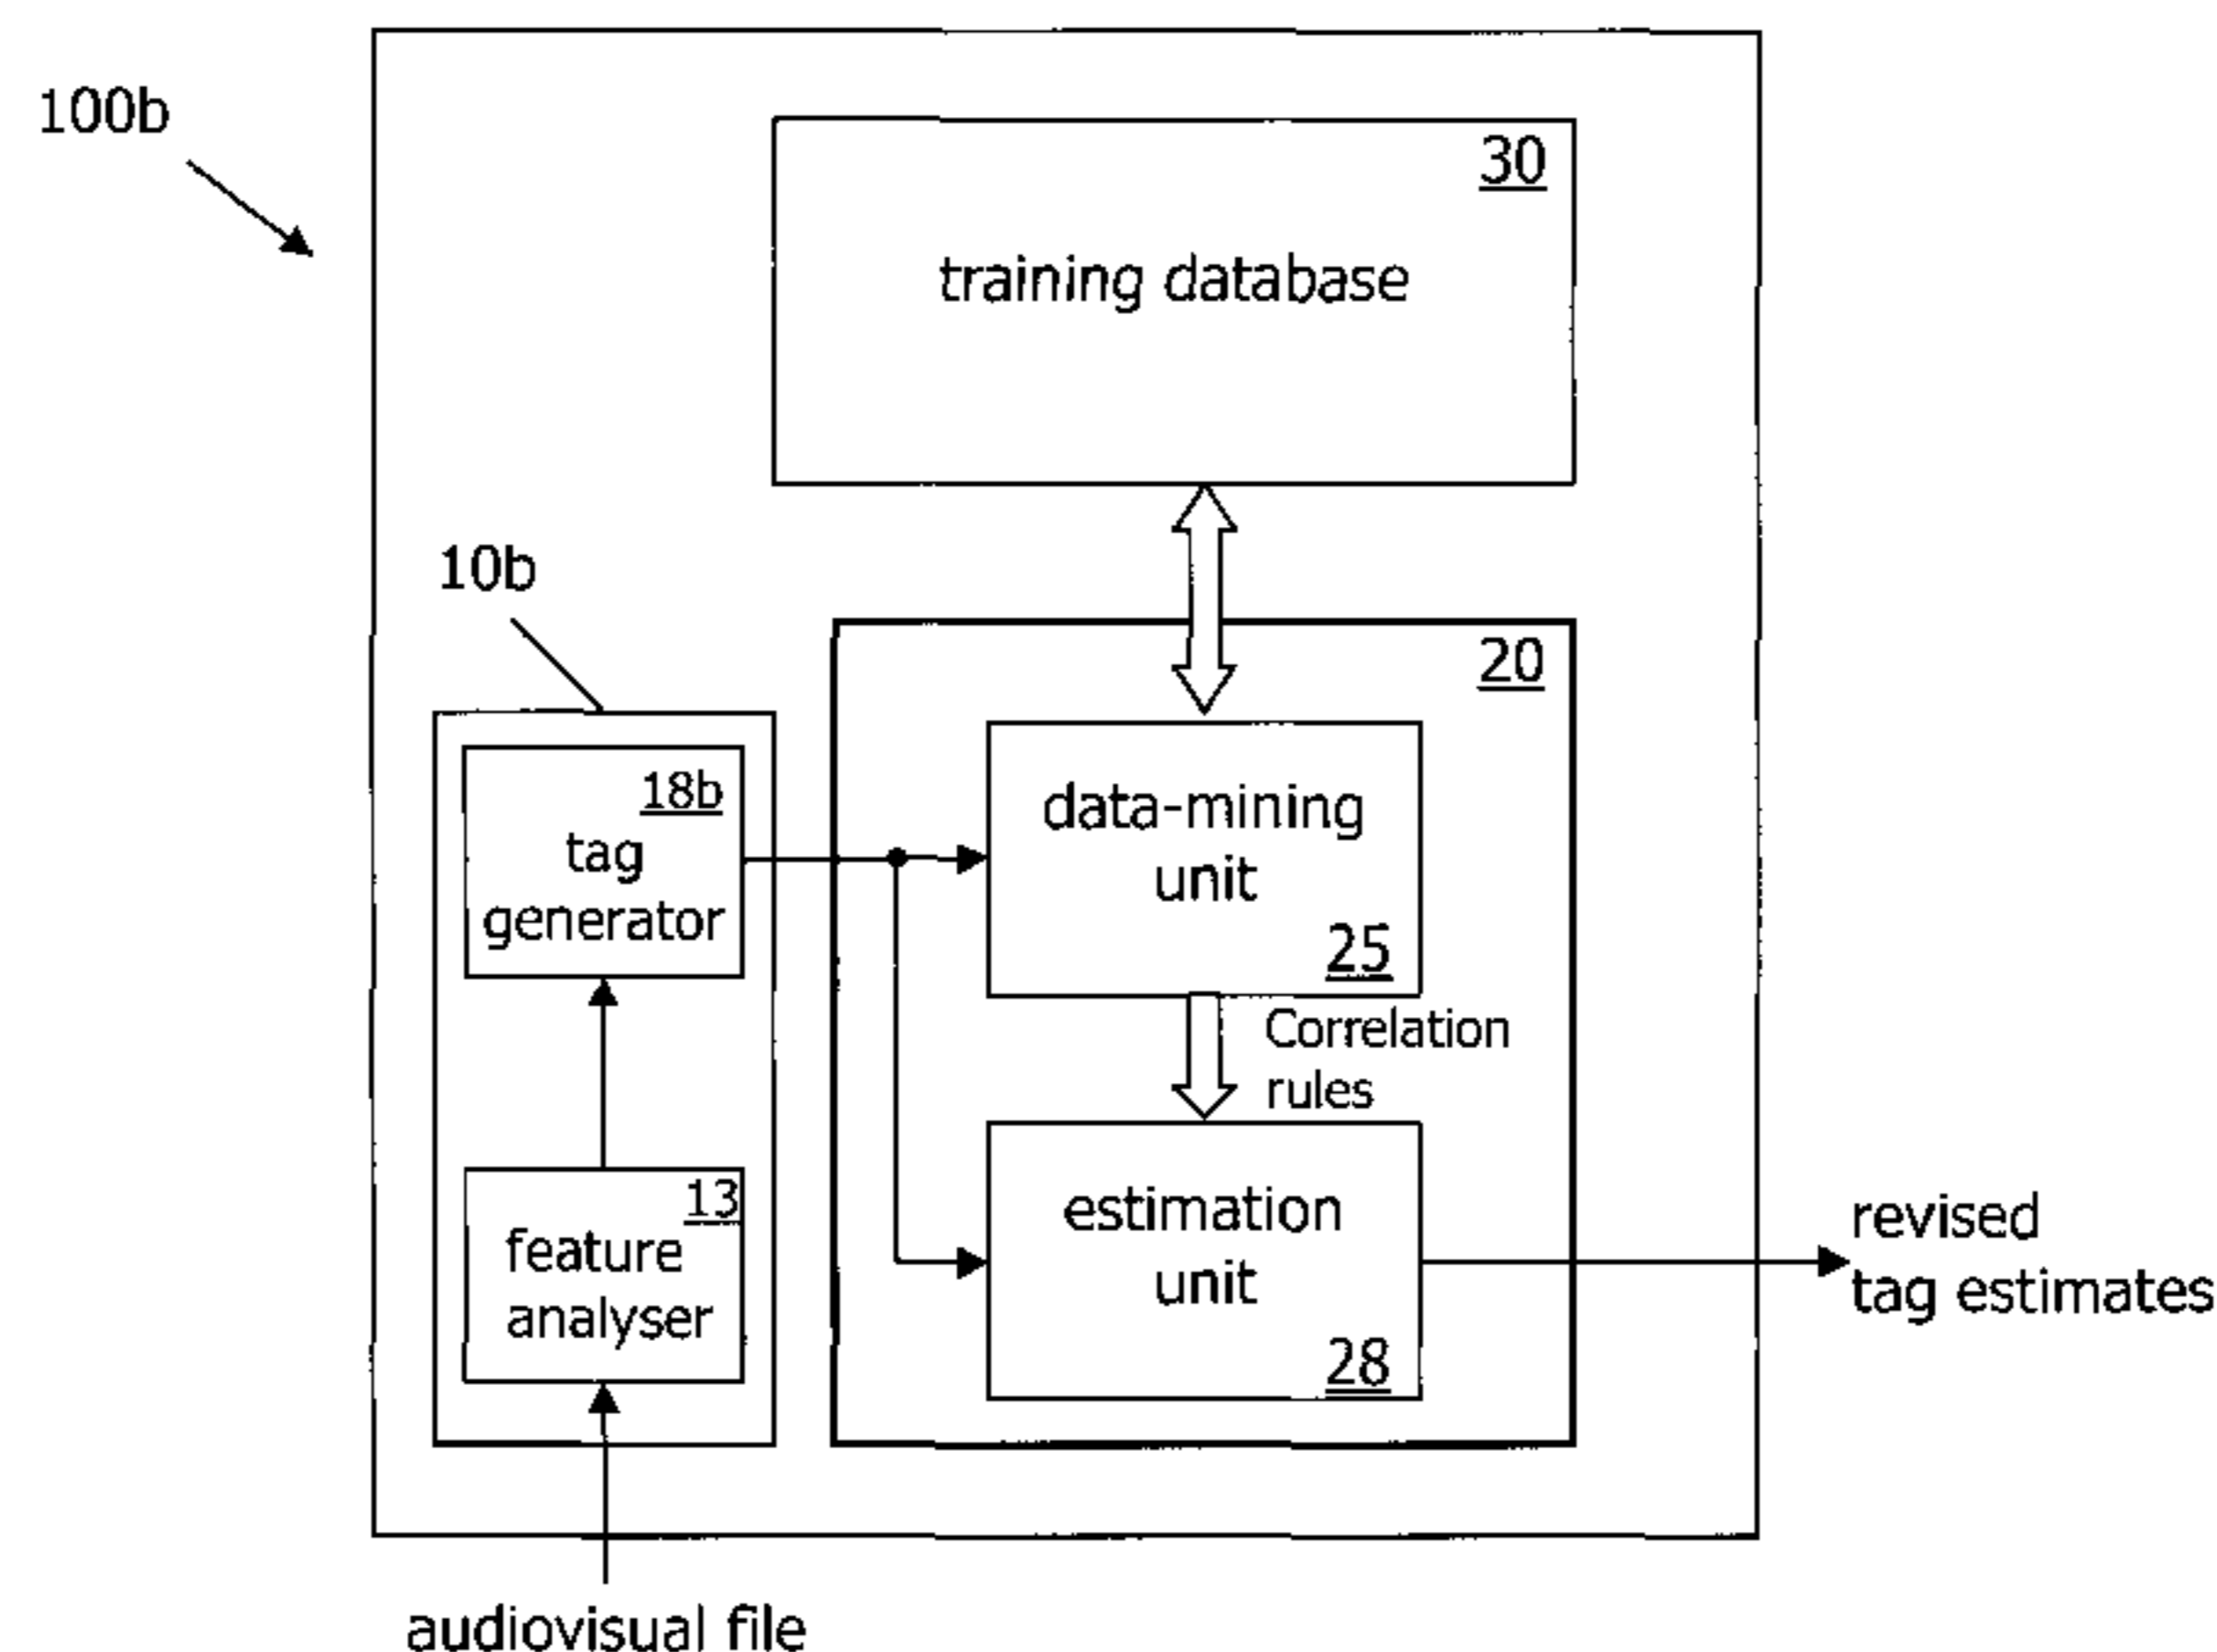 100b
30
training database
10b
20
18b
tag
generator
data-mining
unit
25
Correlation
rules
13
feature
analyser
estimation
unit
28
revised
tag estimates
audiovisual file